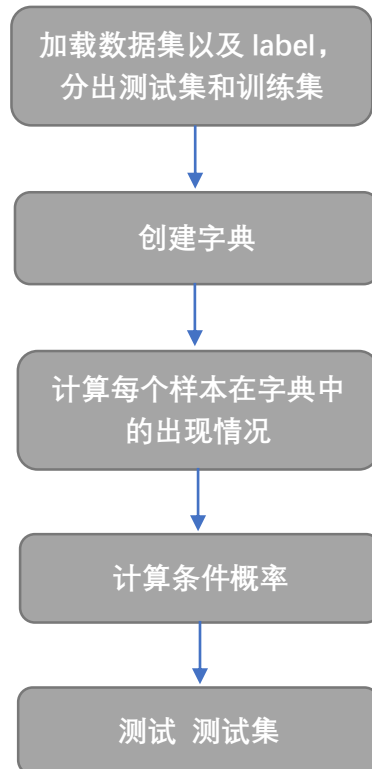 加载数据集以及 label，
分出测试集和训练集
创建字典
计算每个样本在字典中
的出现情况
计算条件概率
测试 测试集